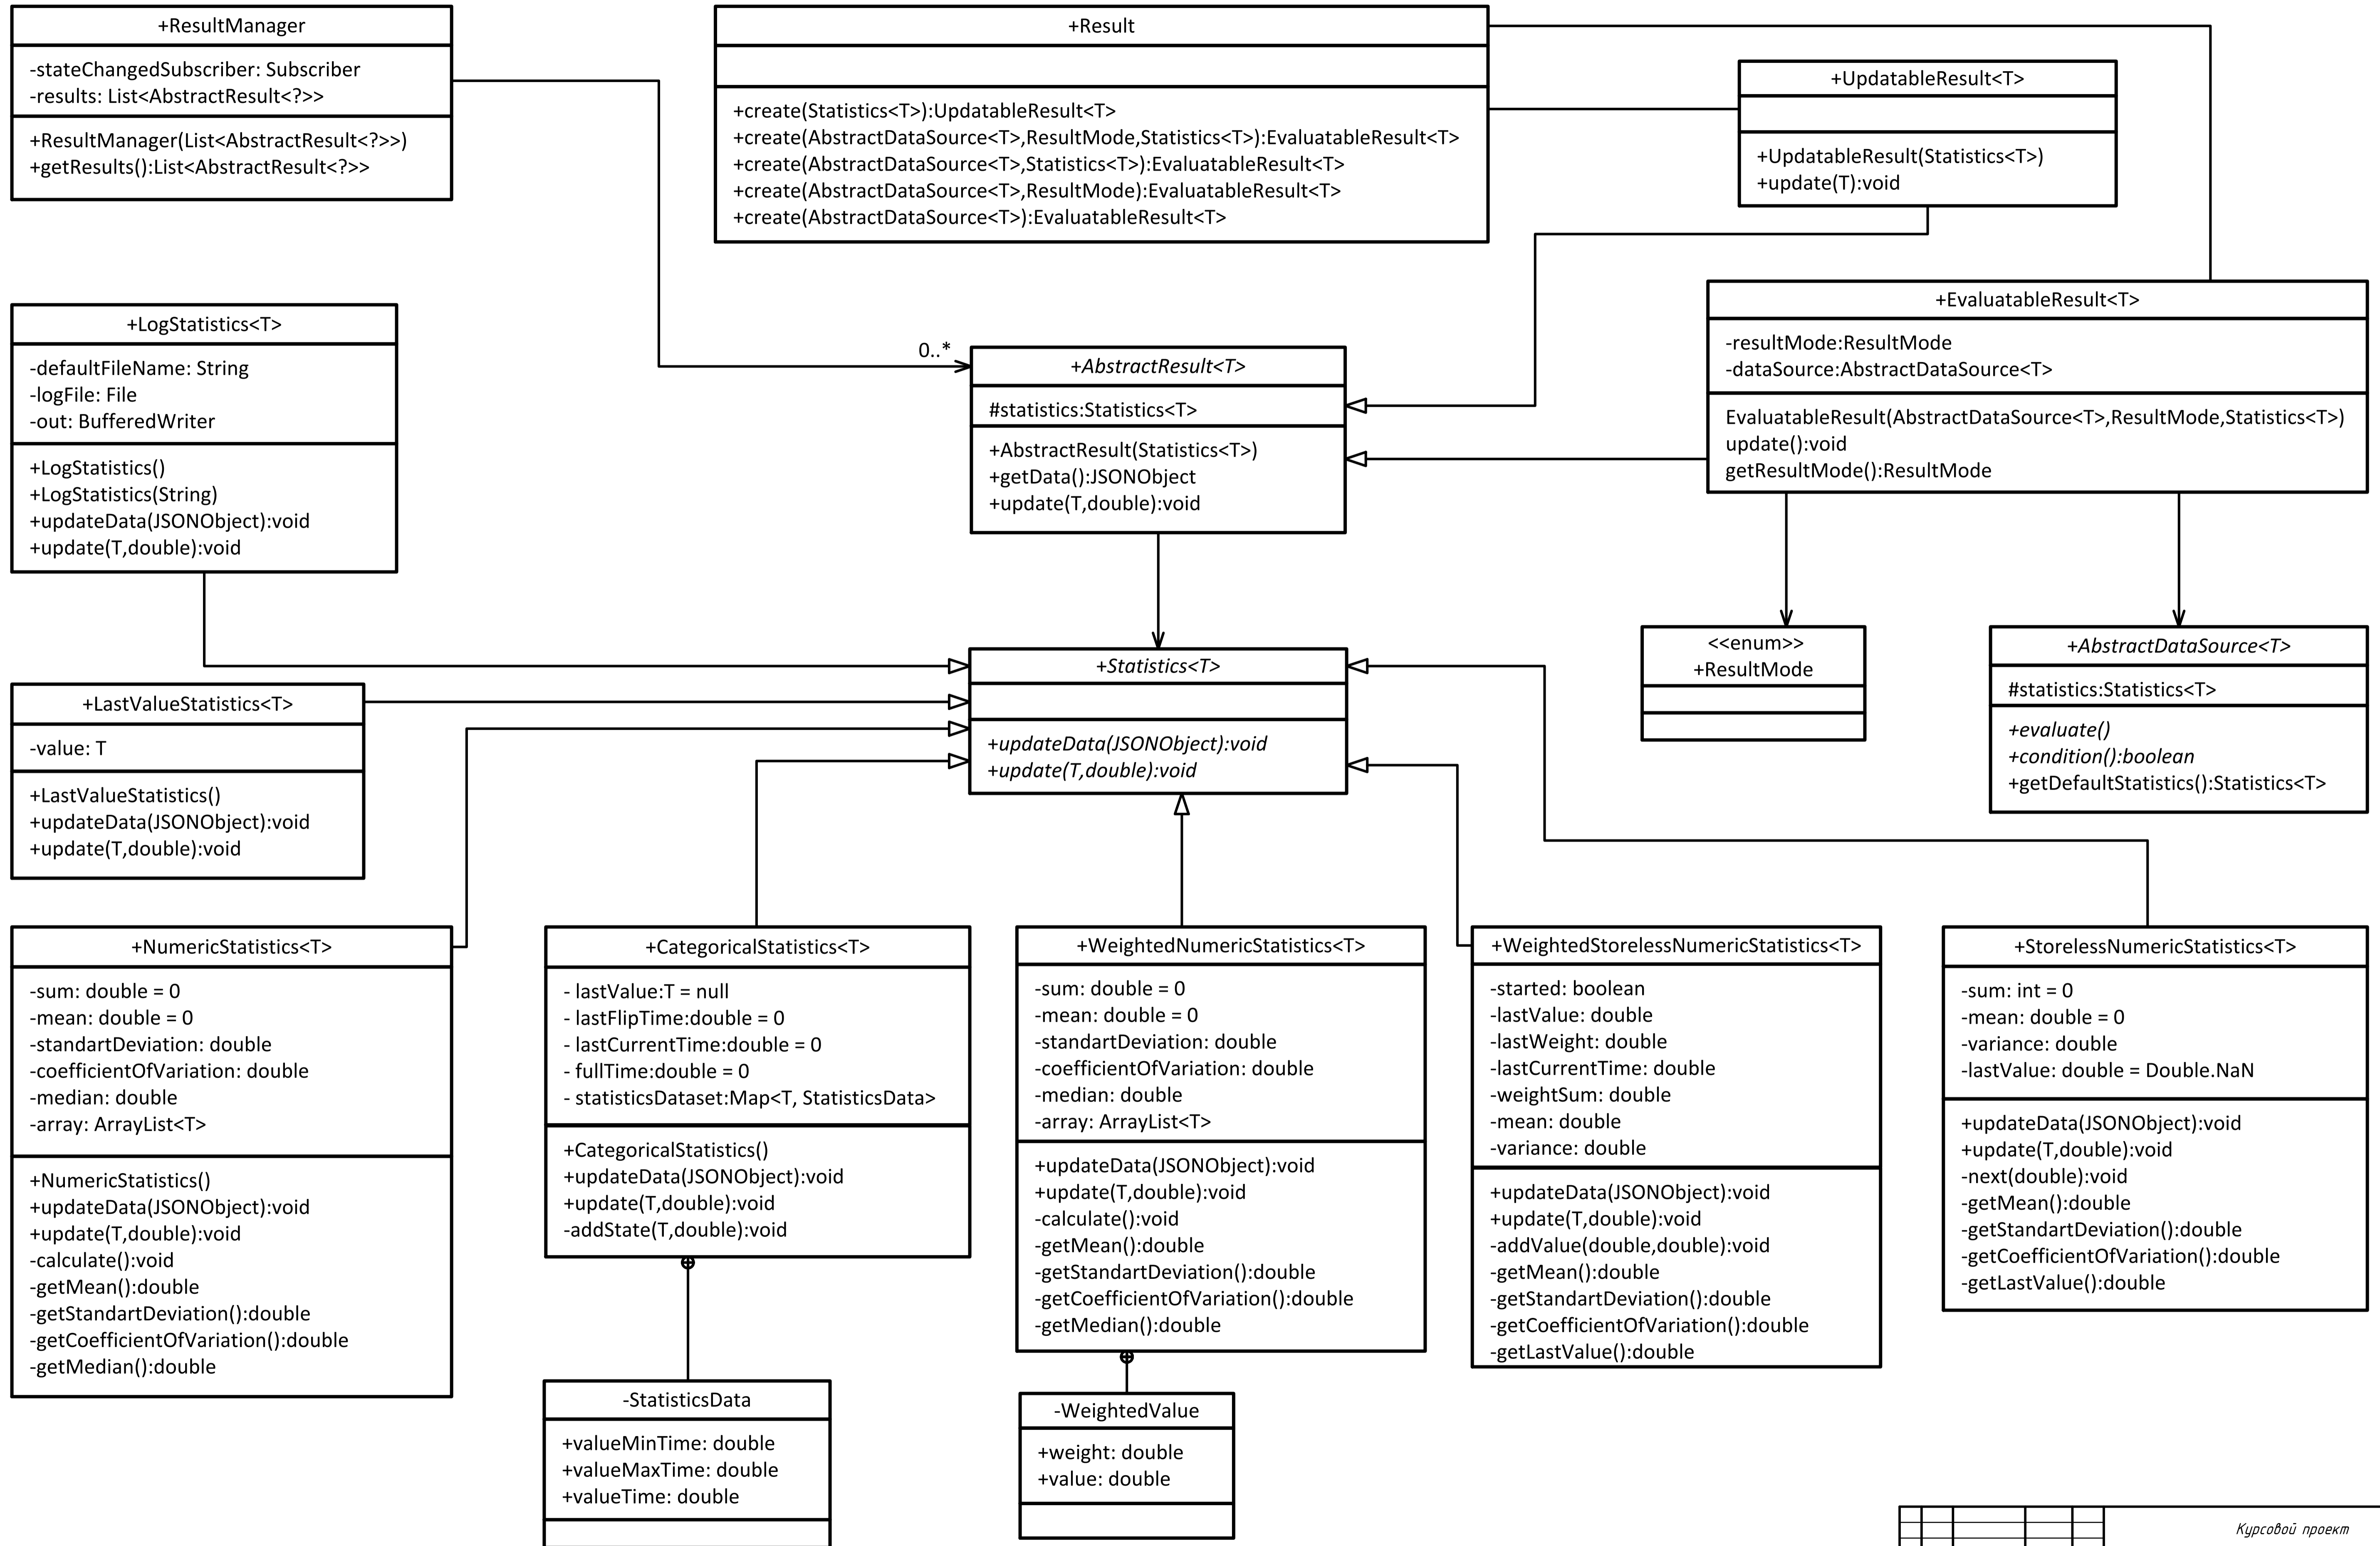 +ResultManager
-stateChangedSubscriber: Subscriber
-results: List<AbstractResult<?>>
+ResultManager(List<AbstractResult<?>>)
+getResults():List<AbstractResult<?>>
+Result
+create(Statistics<T>):UpdatableResult<T>
+create(AbstractDataSource<T>,ResultMode,Statistics<T>):EvaluatableResult<T>
+create(AbstractDataSource<T>,Statistics<T>):EvaluatableResult<T>
+create(AbstractDataSource<T>,ResultMode):EvaluatableResult<T>
+create(AbstractDataSource<T>):EvaluatableResult<T>
+UpdatableResult<T>
+UpdatableResult(Statistics<T>)
+update(T):void
+LogStatistics<T>
-defaultFileName: String
-logFile: File
-out: BufferedWriter
+LogStatistics()
+LogStatistics(String)
+updateData(JSONObject):void
+update(T,double):void
0..*
+AbstractResult<T>
#statistics:Statistics<T>
+AbstractResult(Statistics<T>)
+getData():JSONObject
+update(T,double):void
+EvaluatableResult<T>
-resultMode:ResultMode
-dataSource:AbstractDataSource<T>
EvaluatableResult(AbstractDataSource<T>,ResultMode,Statistics<T>)
update():void
getResultMode():ResultMode
+LastValueStatistics<T>
-value: T
+LastValueStatistics()
+updateData(JSONObject):void
+update(T,double):void
+Statistics<T>
+updateData(JSONObject):void
+update(T,double):void
<<enum>>
+ResultMode
+AbstractDataSource<T>
#statistics:Statistics<T>
+evaluate()
+condition():boolean
+getDefaultStatistics():Statistics<T>
+NumericStatistics<T>
-sum: double = 0
-mean: double = 0
-standartDeviation: double
-coefficientOfVariation: double
-median: double
-array: ArrayList<T>
+NumericStatistics()
+updateData(JSONObject):void
+update(T,double):void
-calculate():void
-getMean():double
-getStandartDeviation():double
-getCoefficientOfVariation():double
-getMedian():double
+CategoricalStatistics<T>
- lastValue:T = null
- lastFlipTime:double = 0
- lastCurrentTime:double = 0
- fullTime:double = 0
- statisticsDataset:Map<T, StatisticsData>
+CategoricalStatistics()
+updateData(JSONObject):void
+update(T,double):void
-addState(T,double):void
+WeightedNumericStatistics<T>
-sum: double = 0
-mean: double = 0
-standartDeviation: double
-coefficientOfVariation: double
-median: double
-array: ArrayList<T>
+updateData(JSONObject):void
+update(T,double):void
-calculate():void
-getMean():double
-getStandartDeviation():double
-getCoefficientOfVariation():double
-getMedian():double
+WeightedStorelessNumericStatistics<T>
-started: boolean
-lastValue: double
-lastWeight: double
-lastCurrentTime: double
-weightSum: double
-mean: double
-variance: double
+updateData(JSONObject):void
+update(T,double):void
-addValue(double,double):void
-getMean():double
-getStandartDeviation():double
-getCoefficientOfVariation():double
-getLastValue():double
+StorelessNumericStatistics<T>
-sum: int = 0
-mean: double = 0
-variance: double
-lastValue: double = Double.NaN
+updateData(JSONObject):void
+update(T,double):void
-next(double):void
-getMean():double
-getStandartDeviation():double
-getCoefficientOfVariation():double
-getLastValue():double
-StatisticsData
+valueMinTime: double
+valueMaxTime: double
+valueTime: double
-WeightedValue
+weight: double
+value: double
Курсовой проект